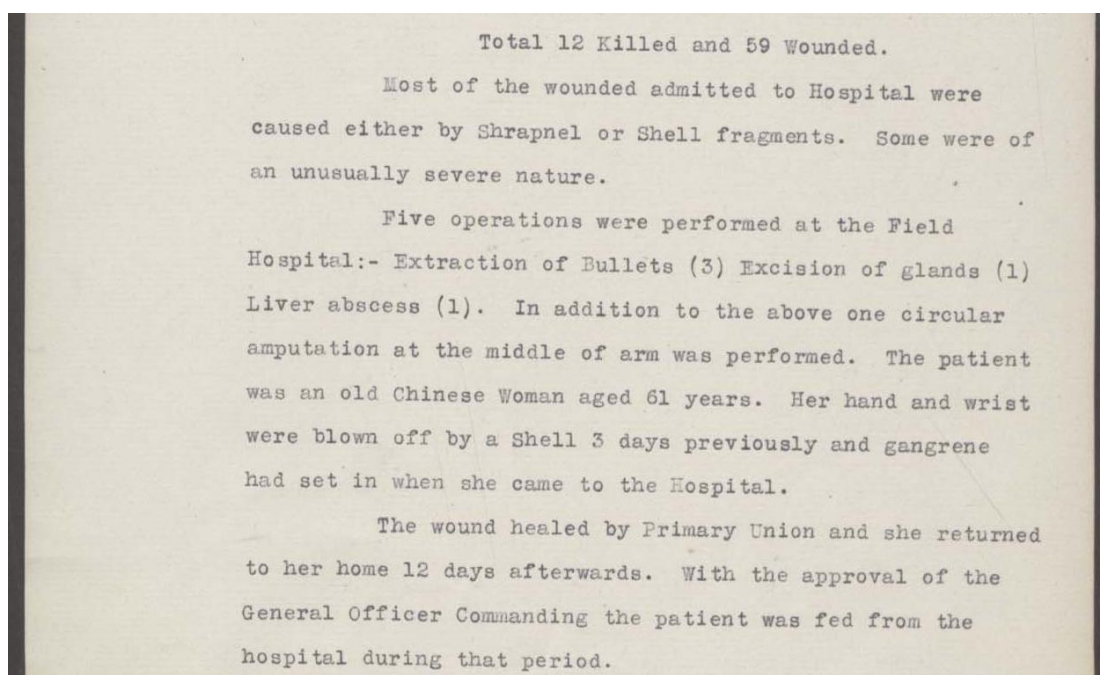 Total 12 Killed and 59 Wounded.
Most of the wounded admitted to Hospital were
caused either by Shrapnel or Shell fragments. Some were of
an unusually severe nature.
Five operations were performed at the Field
Hospital:- Extraction of Bullets (3) Excision of glands (1)
Liver abscess (1). In addition to the above one circular
amputation at the middle of arm was performed. The patient
was an old Chinese Woman aged 61 years. Her hand and wrist
were blown off by a Shell 3 days previously and gangrene
had set in when she came to the Hospital.
The wound healed by Primary Union and she returned
to her home 12 days afterwards. With the approval of the
General Officer Commanding the patient was fed from the
hospital during that period.